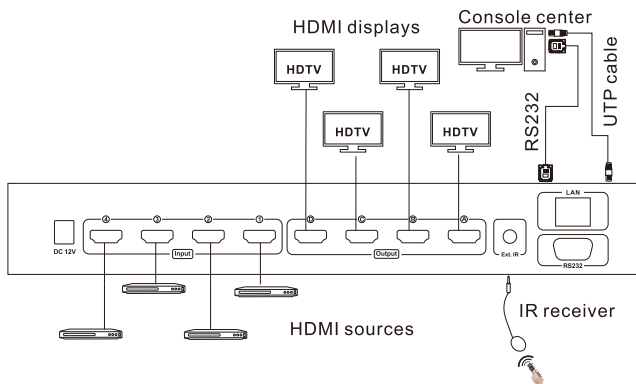 HDMI displays
Console center
HDTV
HDTV
HDTV
HDTV
RS232
UTP cable
LAN
④
③
②
①
Ⓓ
Ⓒ
Ⓑ
Ⓐ
DC 12V
Input
Output
Ext. IR
RS232
HDMI sources
IR receiver